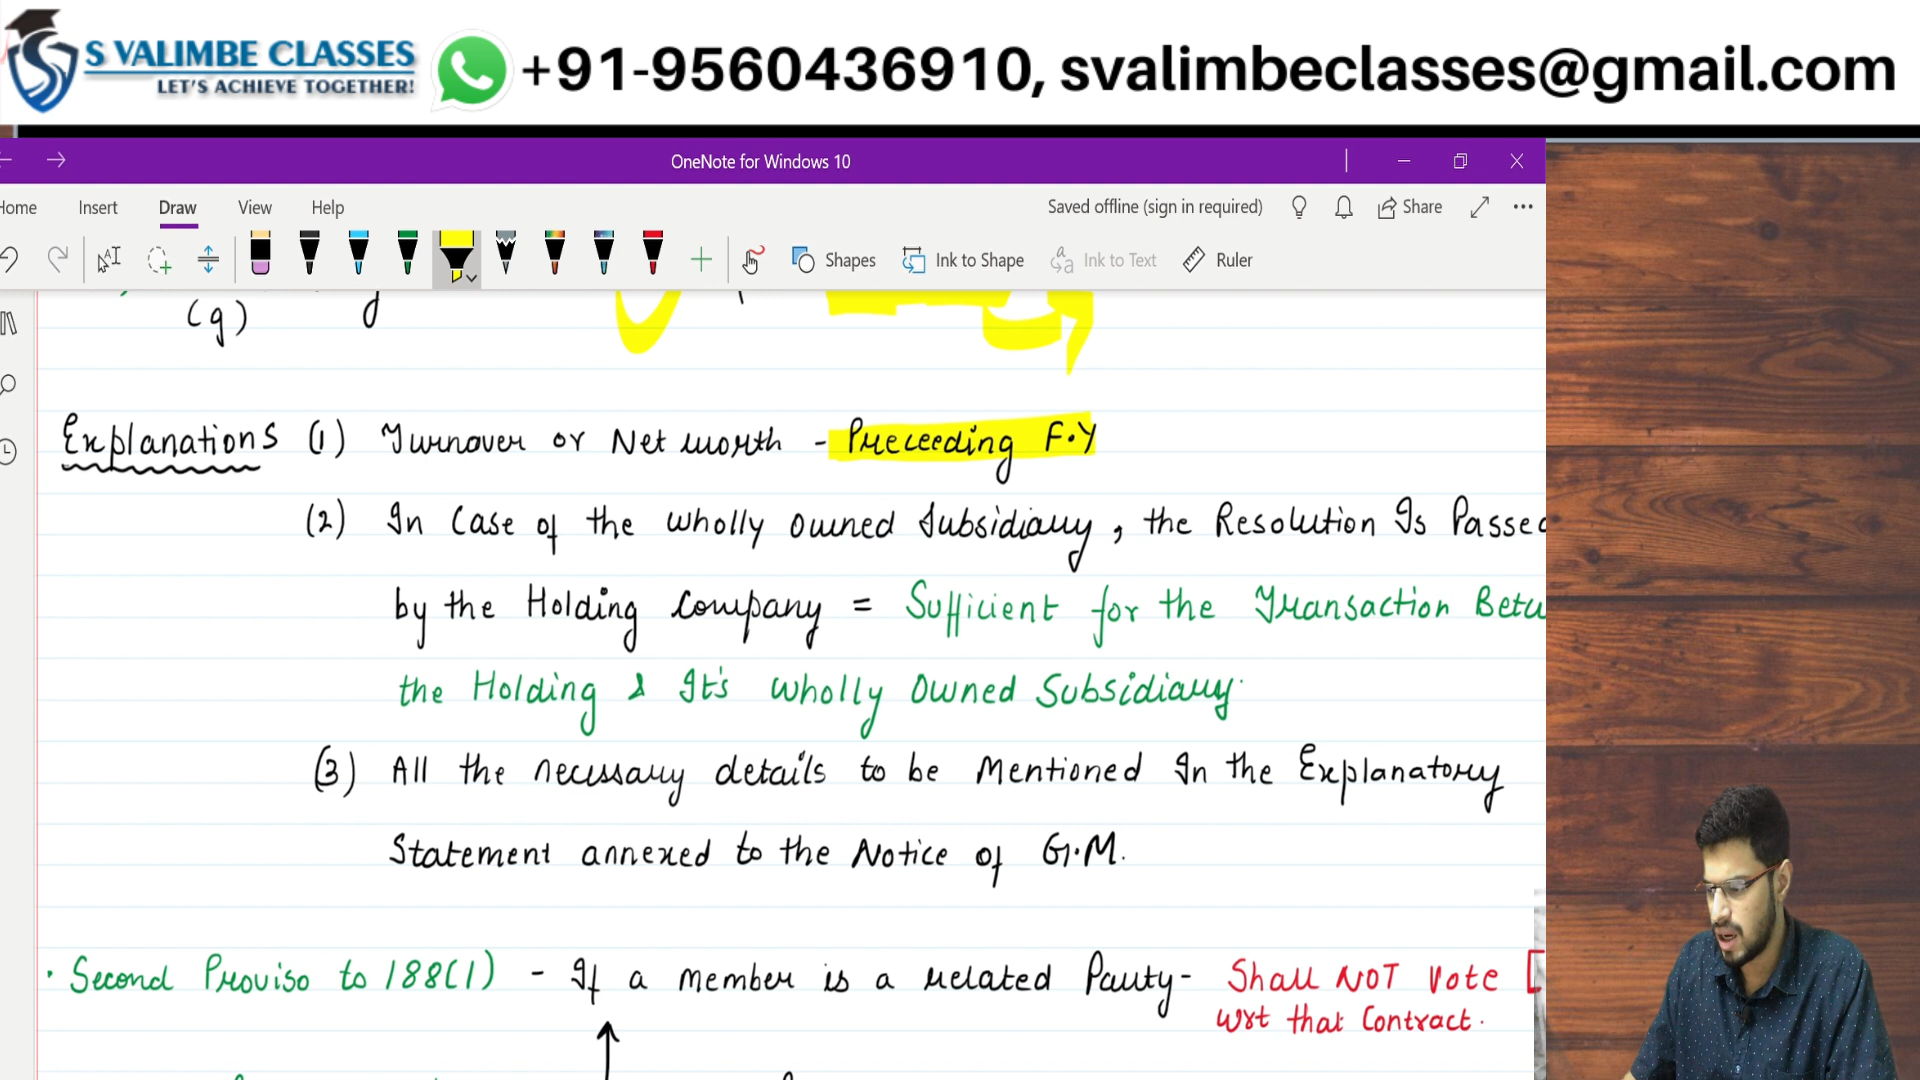 S VALIMBE CLASSES
LET'S ACHIEVE TOGETHER!
+91-9560436910, svalimbeclasses@gmail.com
OneNote for Windows 10
Home Insert Draw View Help
Saved offline (sign in required) Share
Shapes Ink to Shape Ink to Text Ruler
(g)
Explanations (1) Turnover or Net worth - Preceeding F.Y
(2) In Case of the wholly owned Subsidiary, the Resolution Is Passed
by the Holding Company = Sufficient for the Transaction Betw
the Holding & It's wholly Owned Subsidiary.
(3) All the necessary details to be Mentioned In the Explanatory
Statement annexed to the Notice of G.M.
· Second Proviso to 188(1) - If a member is a related Party- Shall NOT Vote [
wrt that Contract.